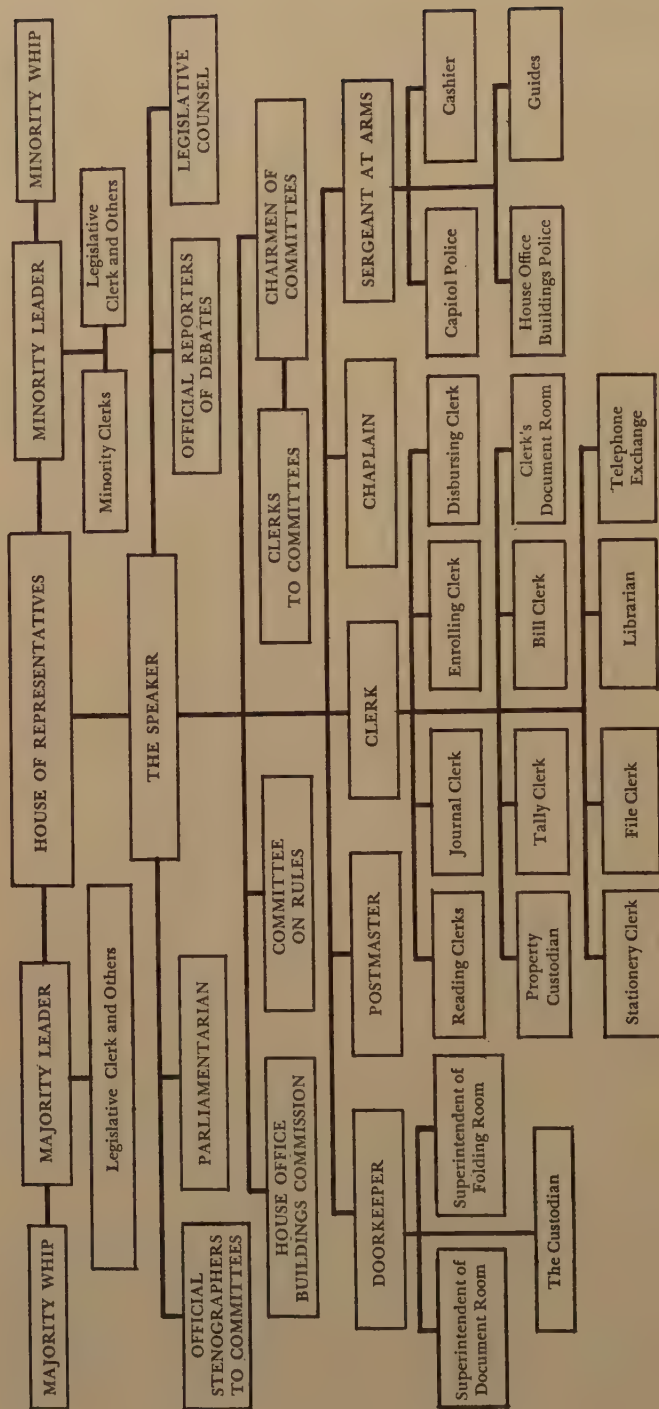 MAJORITY WHIP
MAJORITY LEADER
HOUSE OF REPRESENTATIVES
MINORITY LEADER
MINORITY WHIP
Legislative Clerk and Others
Minority Clerks
Legislative
Clerk and Others
THE SPEAKER
OFFICIAL
STENOGRAPHERS
TO COMMITTEES
PARLIAMENTARIAN
OFFICIAL REPORTERS
OF DEBATES
LEGISLATIVE
COUNSEL
HOUSE OFFICE
BUILDINGS COMMISSION
COMMITTEE
ON RULES
CLERKS
TO COMMITTEES
CHAIRMEN OF
COMMITTEES
DOORKEEPER
POSTMASTER
CLERK
CHAPLAIN
SERGEANT AT ARMS
Superintendent of
Document Room
Superintendent of
Folding Room
The Custodian
Reading Clerks
Journal Clerk
Enrolling Clerk
Disbursing Clerk
Property
Custodian
Tally Clerk
Bill Clerk
Clerk's
Document Room
Stationery Clerk
File Clerk
Librarian
Telephone
Exchange
Capitol Police
Cashier
House Office
Buildings Police
Guides